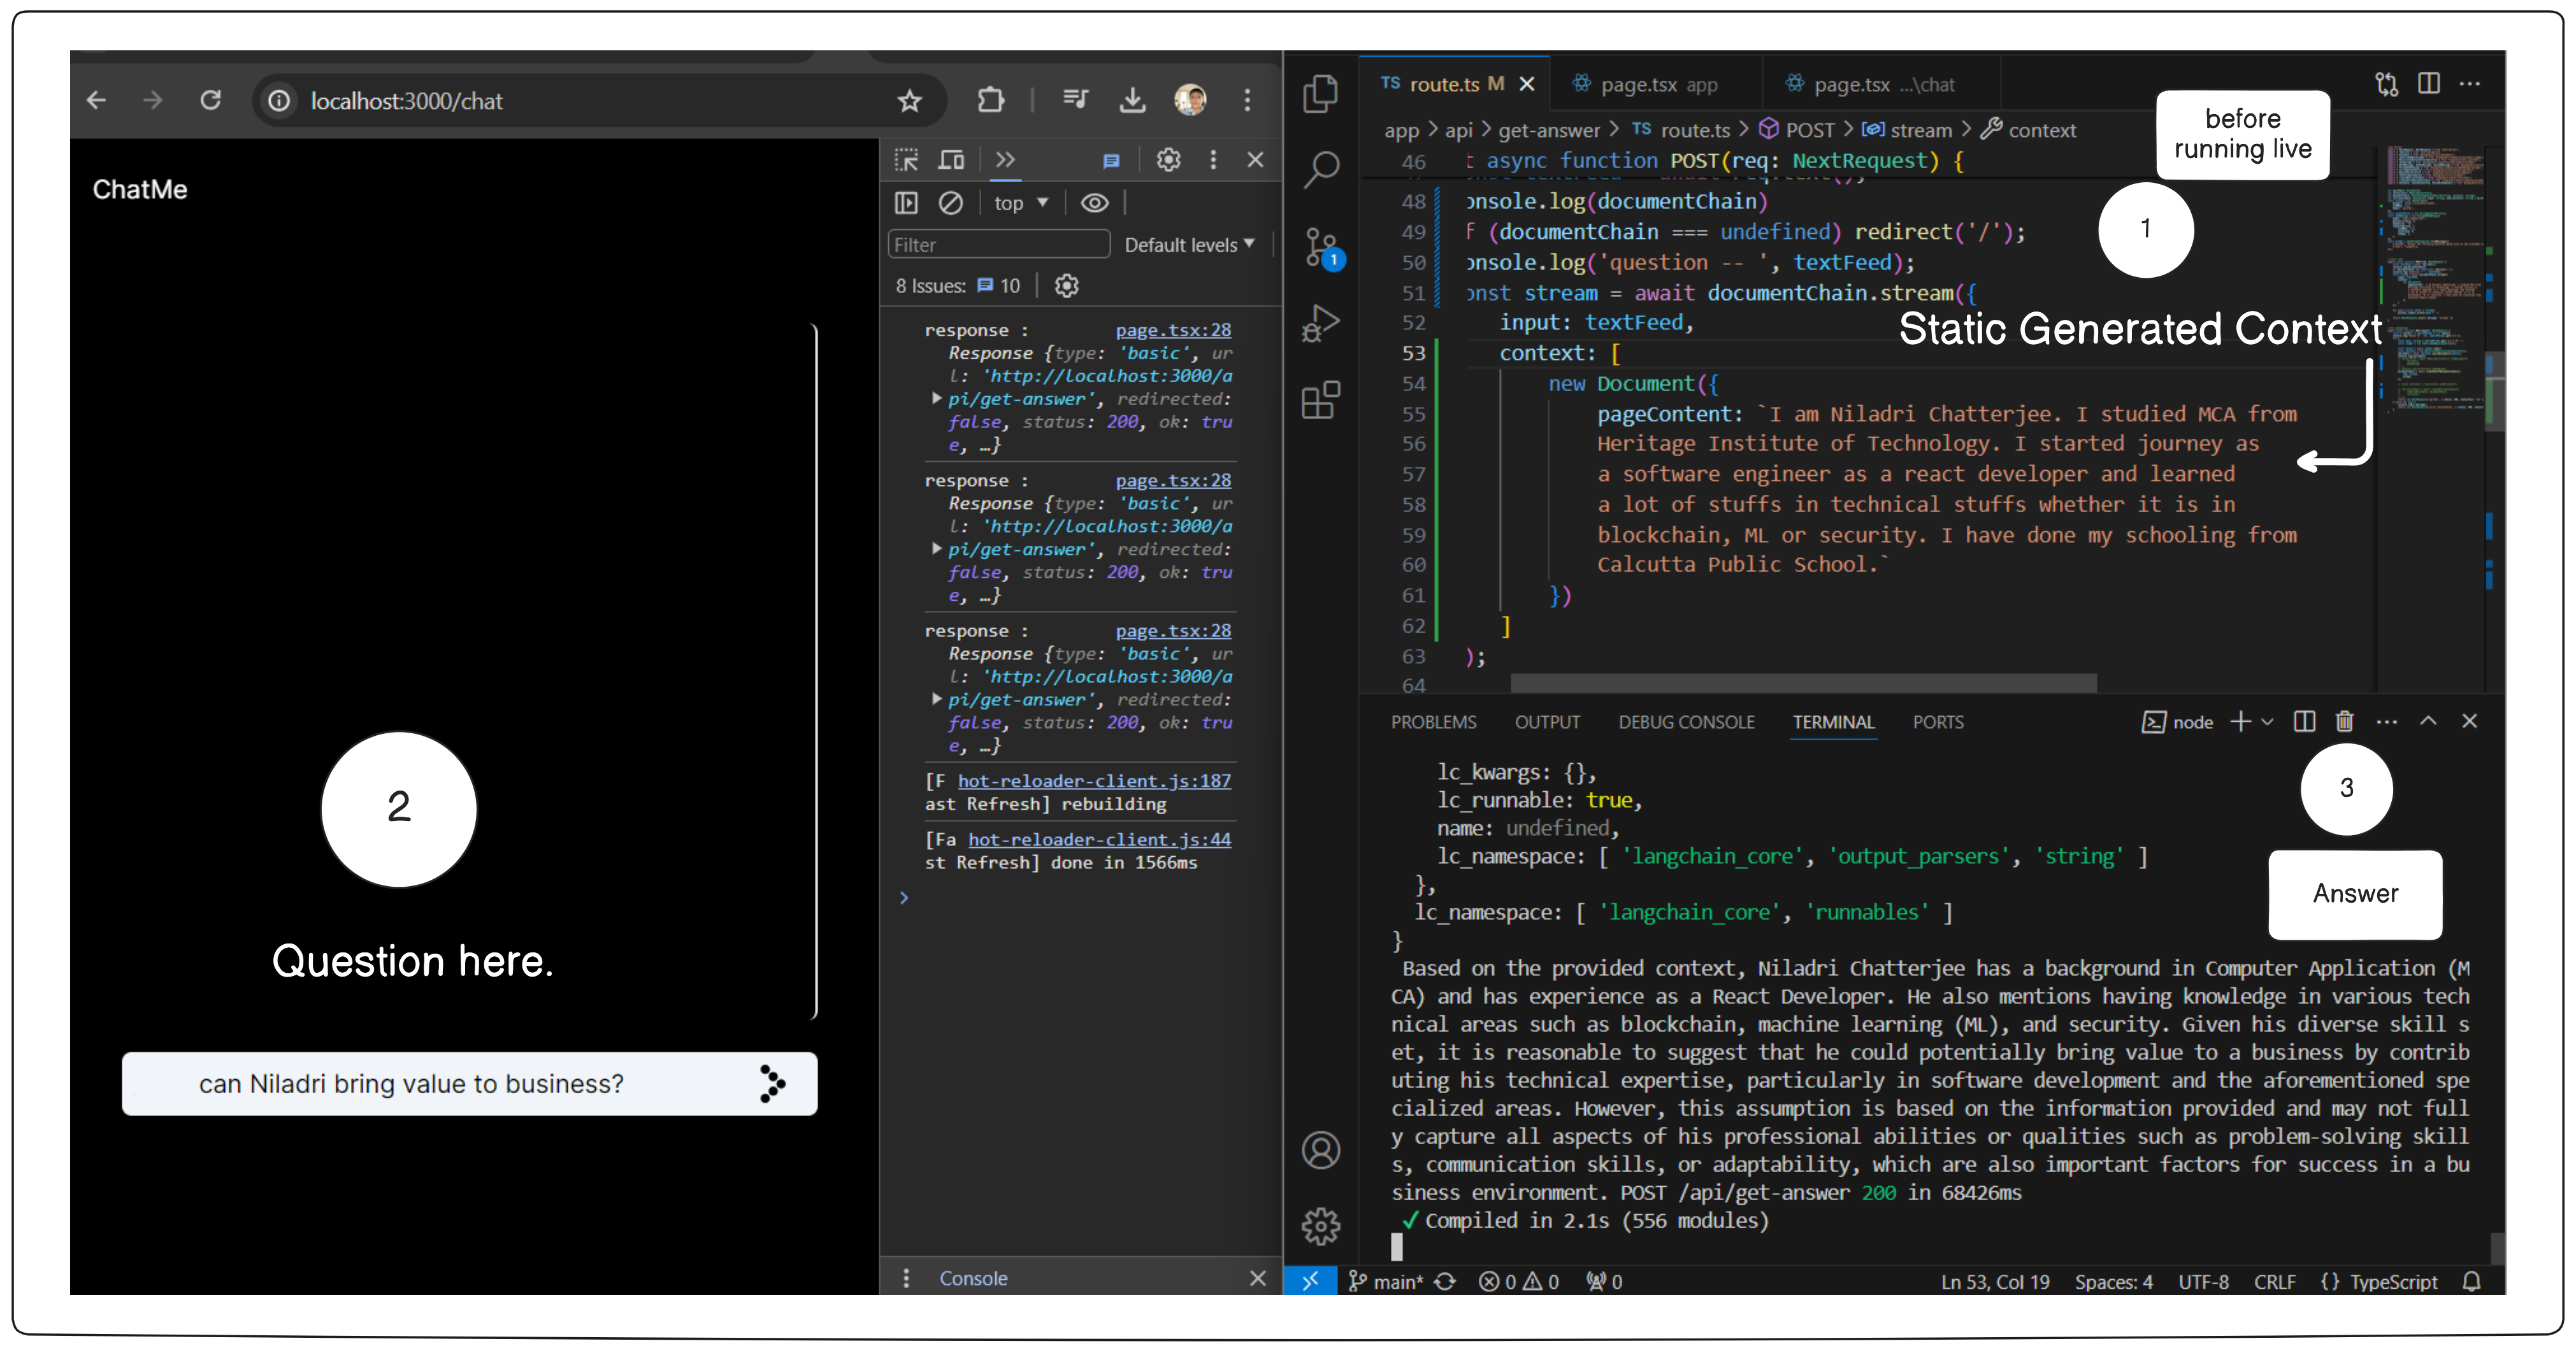 localhost:3000/chat
ChatMe
2
Question here.
can Niladri bring value to business?
top
Filter
Default levels
8 Issues: 10
response : page.tsx:28
Response {type: 'basic', ur
l: 'http://localhost:3000/a
pi/get-answer', redirected:
false, status: 200, ok: tru
e, …}
response : page.tsx:28
Response {type: 'basic', ur
l: 'http://localhost:3000/a
pi/get-answer', redirected:
false, status: 200, ok: tru
e, …}
response : page.tsx:28
Response {type: 'basic', ur
l: 'http://localhost:3000/a
pi/get-answer', redirected:
false, status: 200, ok: tru
e, …}
[F hot-reloader-client.js:187
ast Refresh] rebuilding
[Fa hot-reloader-client.js:44
st Refresh] done in 1566ms
Console
TS route.ts M page.tsx app page.tsx ...\chat
app > api > get-answer > TS route.ts > POST > stream > context
before
running live
1
Static Generated Context
46 t async function POST(req: NextRequest) {
48 onsole.log(documentChain)
49 f (documentChain === undefined) redirect('/');
50 onsole.log('question -- ', textFeed);
51 onst stream = await documentChain.stream({
52 input: textFeed,
53 context: [
54 new Document({
55 pageContent: `I am Niladri Chatterjee. I studied MCA from
56 Heritage Institute of Technology. I started journey as
57 a software engineer as a react developer and learned
58 a lot of stuffs in technical stuffs whether it is in
59 blockchain, ML or security. I have done my schooling from
60 Calcutta Public School.`
61 })
62 ]
63 );
64
1
PROBLEMS OUTPUT DEBUG CONSOLE TERMINAL PORTS node
3
Answer
lc_kwargs: {},
lc_runnable: true,
name: undefined,
lc_namespace: [ 'langchain_core', 'output_parsers', 'string' ]
},
lc_namespace: [ 'langchain_core', 'runnables' ]
}
Based on the provided context, Niladri Chatterjee has a background in Computer Application (M
CA) and has experience as a React Developer. He also mentions having knowledge in various tech
nical areas such as blockchain, machine learning (ML), and security. Given his diverse skill s
et, it is reasonable to suggest that he could potentially bring value to a business by contrib
uting his technical expertise, particularly in software development and the aforementioned spe
cialized areas. However, this assumption is based on the information provided and may not full
y capture all aspects of his professional abilities or qualities such as problem-solving skill
s, communication skills, or adaptability, which are also important factors for success in a bu
siness environment. POST /api/get-answer 200 in 68426ms
✓ Compiled in 2.1s (556 modules)
main* 0 0 0 Ln 53, Col 19 Spaces: 4 UTF-8 CRLF {} TypeScript